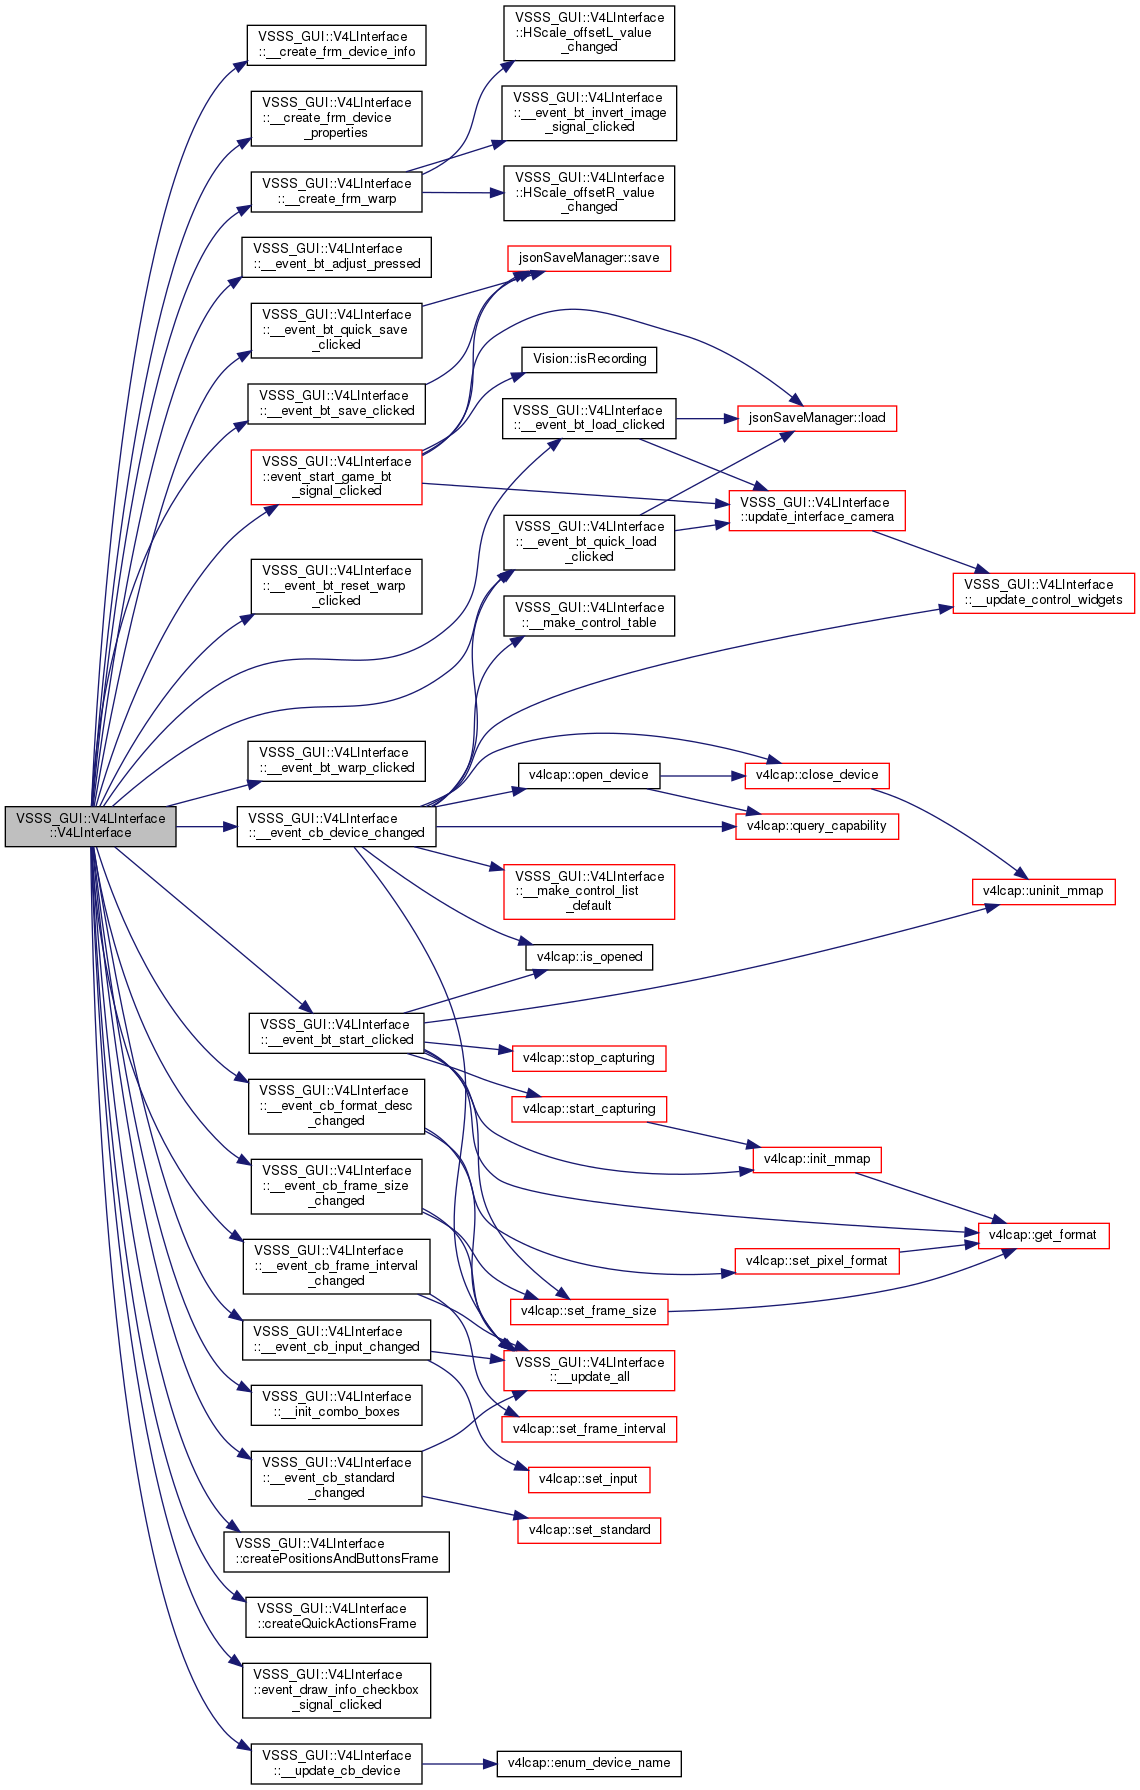 VSSS_GUI::V4LInterface
::V4LInterface
VSSS_GUI::V4LInterface
::__create_frm_device_info
VSSS_GUI::V4LInterface
::__create_frm_device
_properties
VSSS_GUI::V4LInterface
::__create_frm_warp
VSSS_GUI::V4LInterface
::__event_bt_adjust_pressed
VSSS_GUI::V4LInterface
::__event_bt_quick_save
_clicked
VSSS_GUI::V4LInterface
::__event_bt_save_clicked
VSSS_GUI::V4LInterface
::event_start_game_bt
_signal_clicked
VSSS_GUI::V4LInterface
::__event_bt_reset_warp
_clicked
VSSS_GUI::V4LInterface
::__event_bt_warp_clicked
VSSS_GUI::V4LInterface
::__event_cb_device_changed
VSSS_GUI::V4LInterface
::__event_bt_start_clicked
VSSS_GUI::V4LInterface
::__event_cb_format_desc
_changed
VSSS_GUI::V4LInterface
::__event_cb_frame_size
_changed
VSSS_GUI::V4LInterface
::__event_cb_frame_interval
_changed
VSSS_GUI::V4LInterface
::__event_cb_input_changed
VSSS_GUI::V4LInterface
::__init_combo_boxes
VSSS_GUI::V4LInterface
::__event_cb_standard
_changed
VSSS_GUI::V4LInterface
::createPositionsAndButtonsFrame
VSSS_GUI::V4LInterface
::createQuickActionsFrame
VSSS_GUI::V4LInterface
::event_draw_info_checkbox
_signal_clicked
VSSS_GUI::V4LInterface
::__update_cb_device
VSSS_GUI::V4LInterface
::HScale_offsetL_value
_changed
VSSS_GUI::V4LInterface
::__event_bt_invert_image
_signal_clicked
VSSS_GUI::V4LInterface
::HScale_offsetR_value
_changed
jsonSaveManager::save
Vision::isRecording
VSSS_GUI::V4LInterface
::__event_bt_load_clicked
VSSS_GUI::V4LInterface
::__event_bt_quick_load
_clicked
VSSS_GUI::V4LInterface
::__make_control_table
v4lcap::open_device
VSSS_GUI::V4LInterface
::__make_control_list
_default
v4lcap::is_opened
v4lcap::stop_capturing
v4lcap::start_capturing
v4lcap::set_frame_size
VSSS_GUI::V4LInterface
::__update_all
v4lcap::set_frame_interval
v4lcap::set_input
v4lcap::set_standard
v4lcap::enum_device_name
jsonSaveManager::load
VSSS_GUI::V4LInterface
::update_interface_camera
v4lcap::close_device
v4lcap::query_capability
v4lcap::init_mmap
v4lcap::set_pixel_format
VSSS_GUI::V4LInterface
::__update_control_widgets
v4lcap::uninit_mmap
v4lcap::get_format